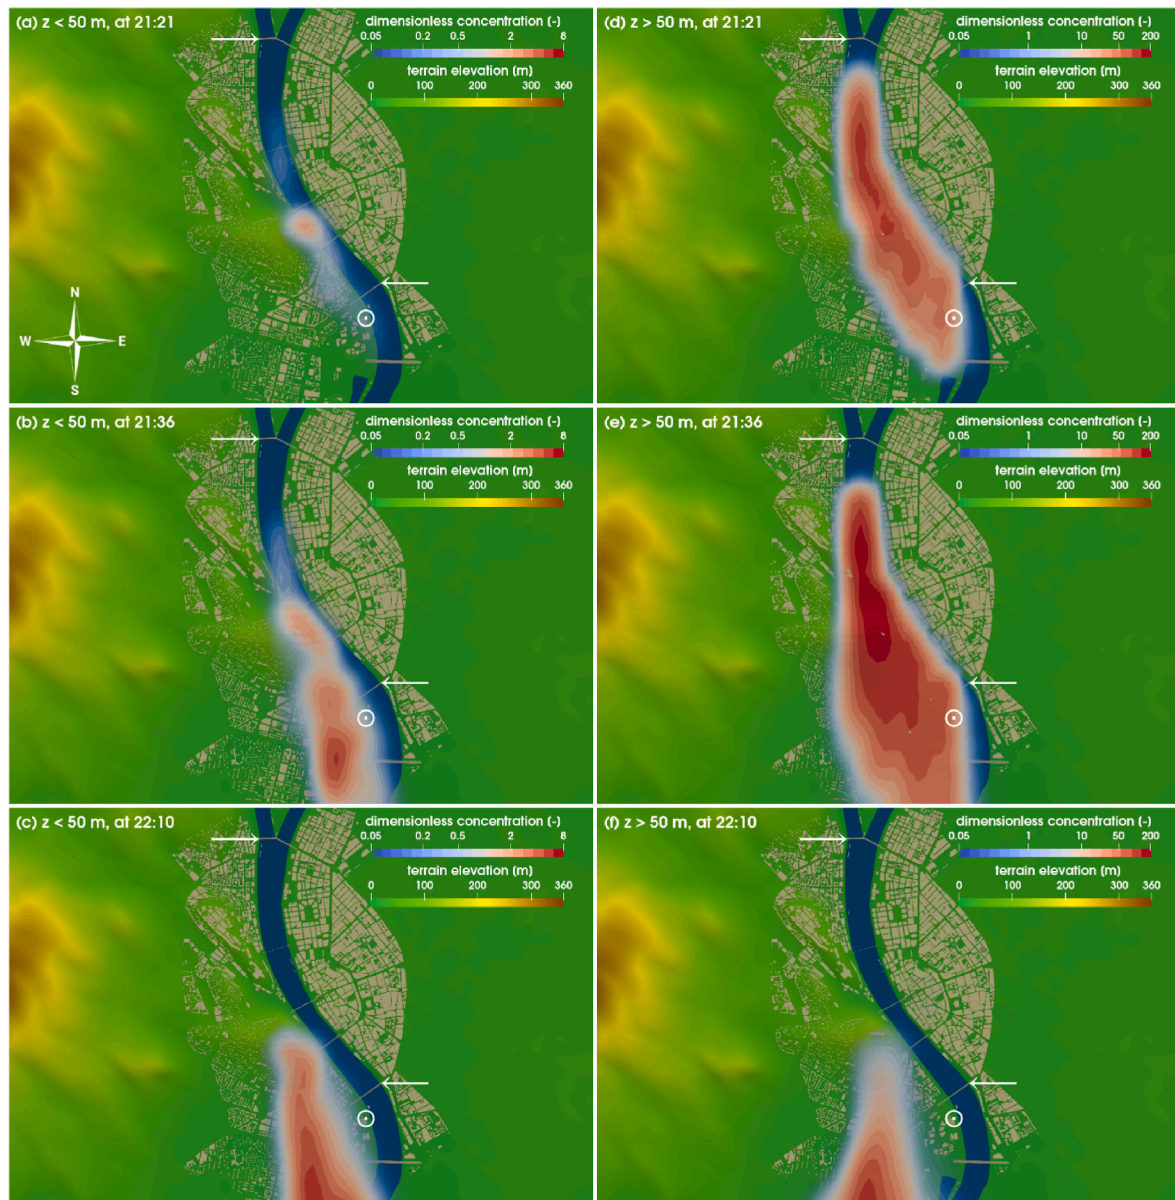 (a) z < 50 m, at 21:21
dimensionless concentration [-]
0.05 0.2 0.5 2 8
terrain elevation [m]
0 100 200 300 360
N
W E
S
(d) z > 50 m, at 21:21
dimensionless concentration [-]
0.05 1 10 50 200
terrain elevation [m]
0 100 200 300 360
(b) z < 50 m, at 21:36
dimensionless concentration [-]
0.05 0.2 0.5 2 8
terrain elevation [m]
0 100 200 300 360
(e) z > 50 m, at 21:36
dimensionless concentration [-]
0.05 1 10 50 200
terrain elevation [m]
0 100 200 300 360
(c) z < 50 m, at 22:10
dimensionless concentration [-]
0.05 0.2 0.5 2 8
terrain elevation [m]
0 100 200 300 360
(f) z > 50 m, at 22:10
dimensionless concentration [-]
0.05 1 10 50 200
terrain elevation [m]
0 100 200 300 360